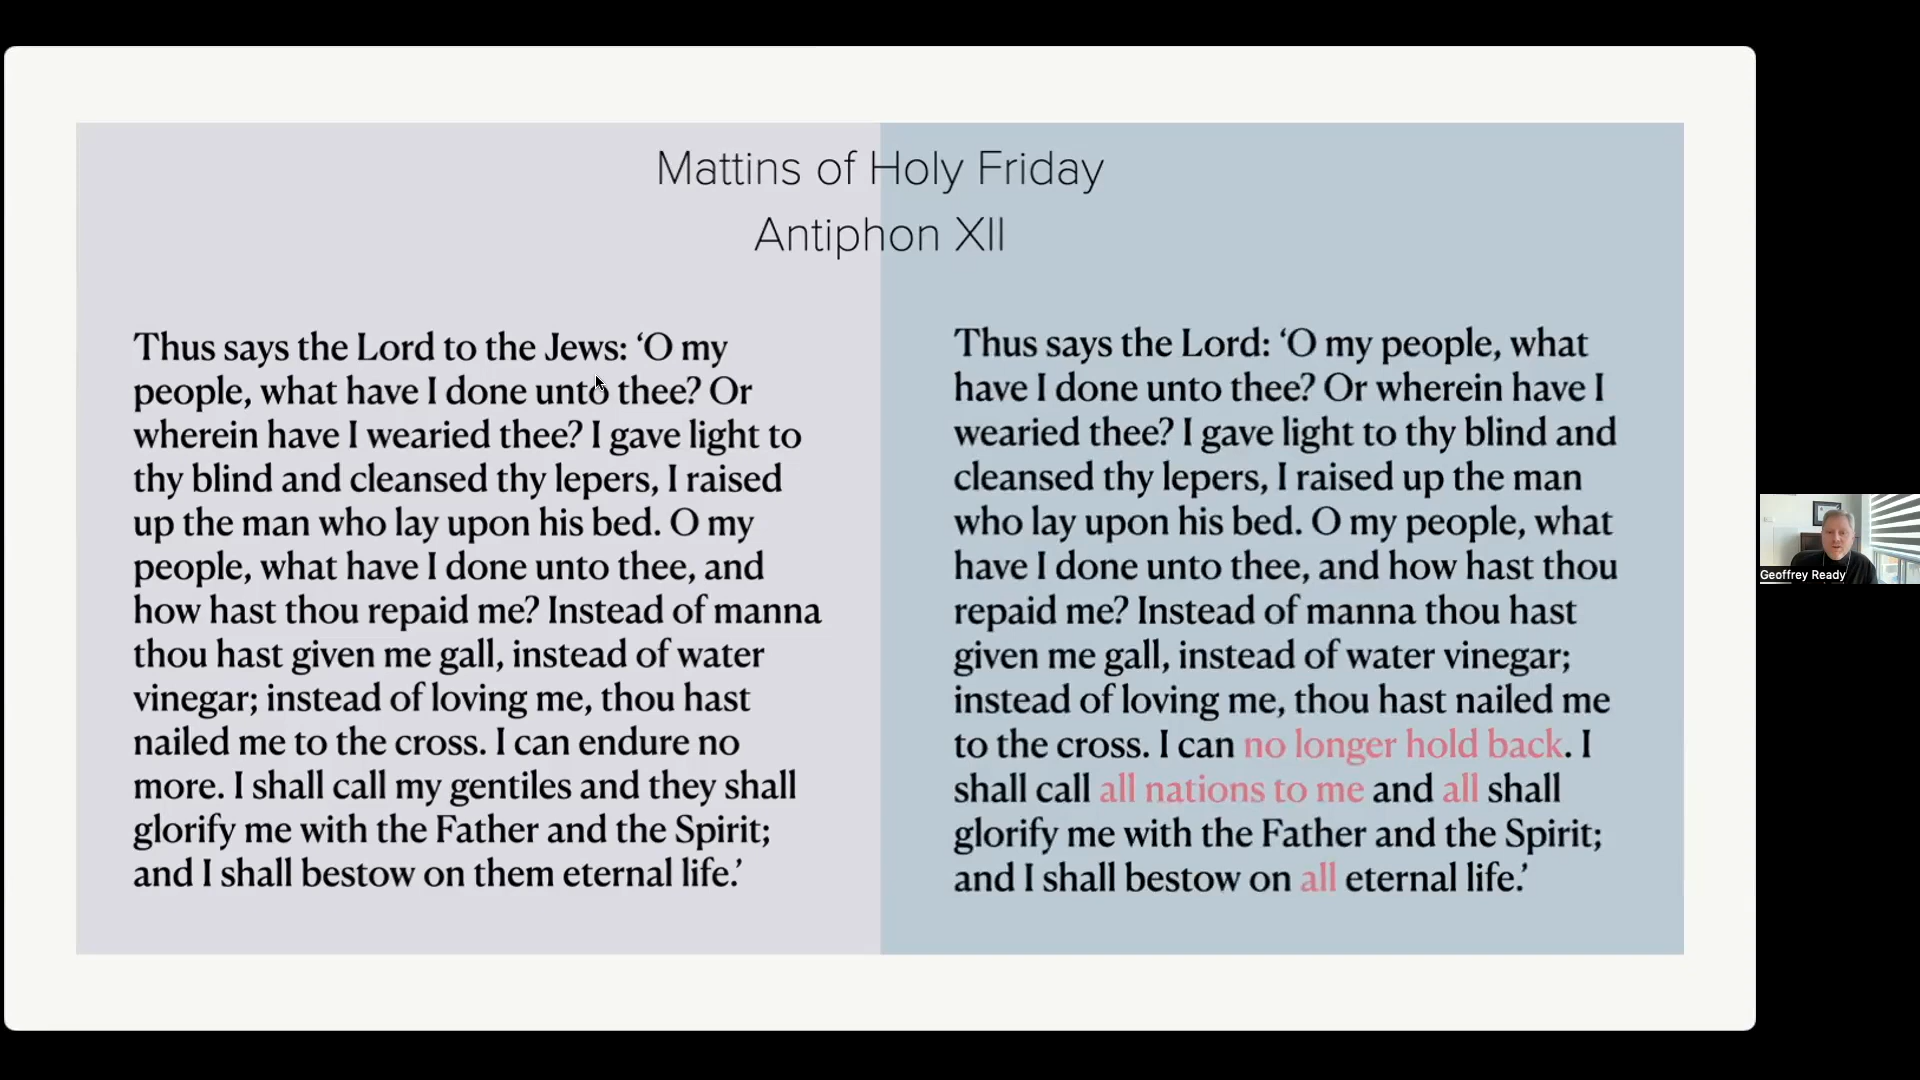 Mattins of Holy Friday
Antiphon XII
Thus says the Lord to the Jews: ‘O my
people, what have I done unto thee? Or
wherein have I wearied thee? I gave light to
thy blind and cleansed thy lepers, I raised
up the man who lay upon his bed. O my
people, what have I done unto thee, and
how hast thou repaid me? Instead of manna
thou hast given me gall, instead of water
vinegar; instead of loving me, thou hast
nailed me to the cross. I can endure no
more. I shall call my gentiles and they shall
glorify me with the Father and the Spirit;
and I shall bestow on them eternal life.’
Thus says the Lord: ‘O my people, what
have I done unto thee? Or wherein have I
wearied thee? I gave light to thy blind and
cleansed thy lepers, I raised up the man
who lay upon his bed. O my people, what
have I done unto thee, and how hast thou
repaid me? Instead of manna thou hast
given me gall, instead of water vinegar;
instead of loving me, thou hast nailed me
to the cross. I can no longer hold back. I
shall call all nations to me and all shall
glorify me with the Father and the Spirit;
and I shall bestow on all eternal life.’
Geoffrey Ready